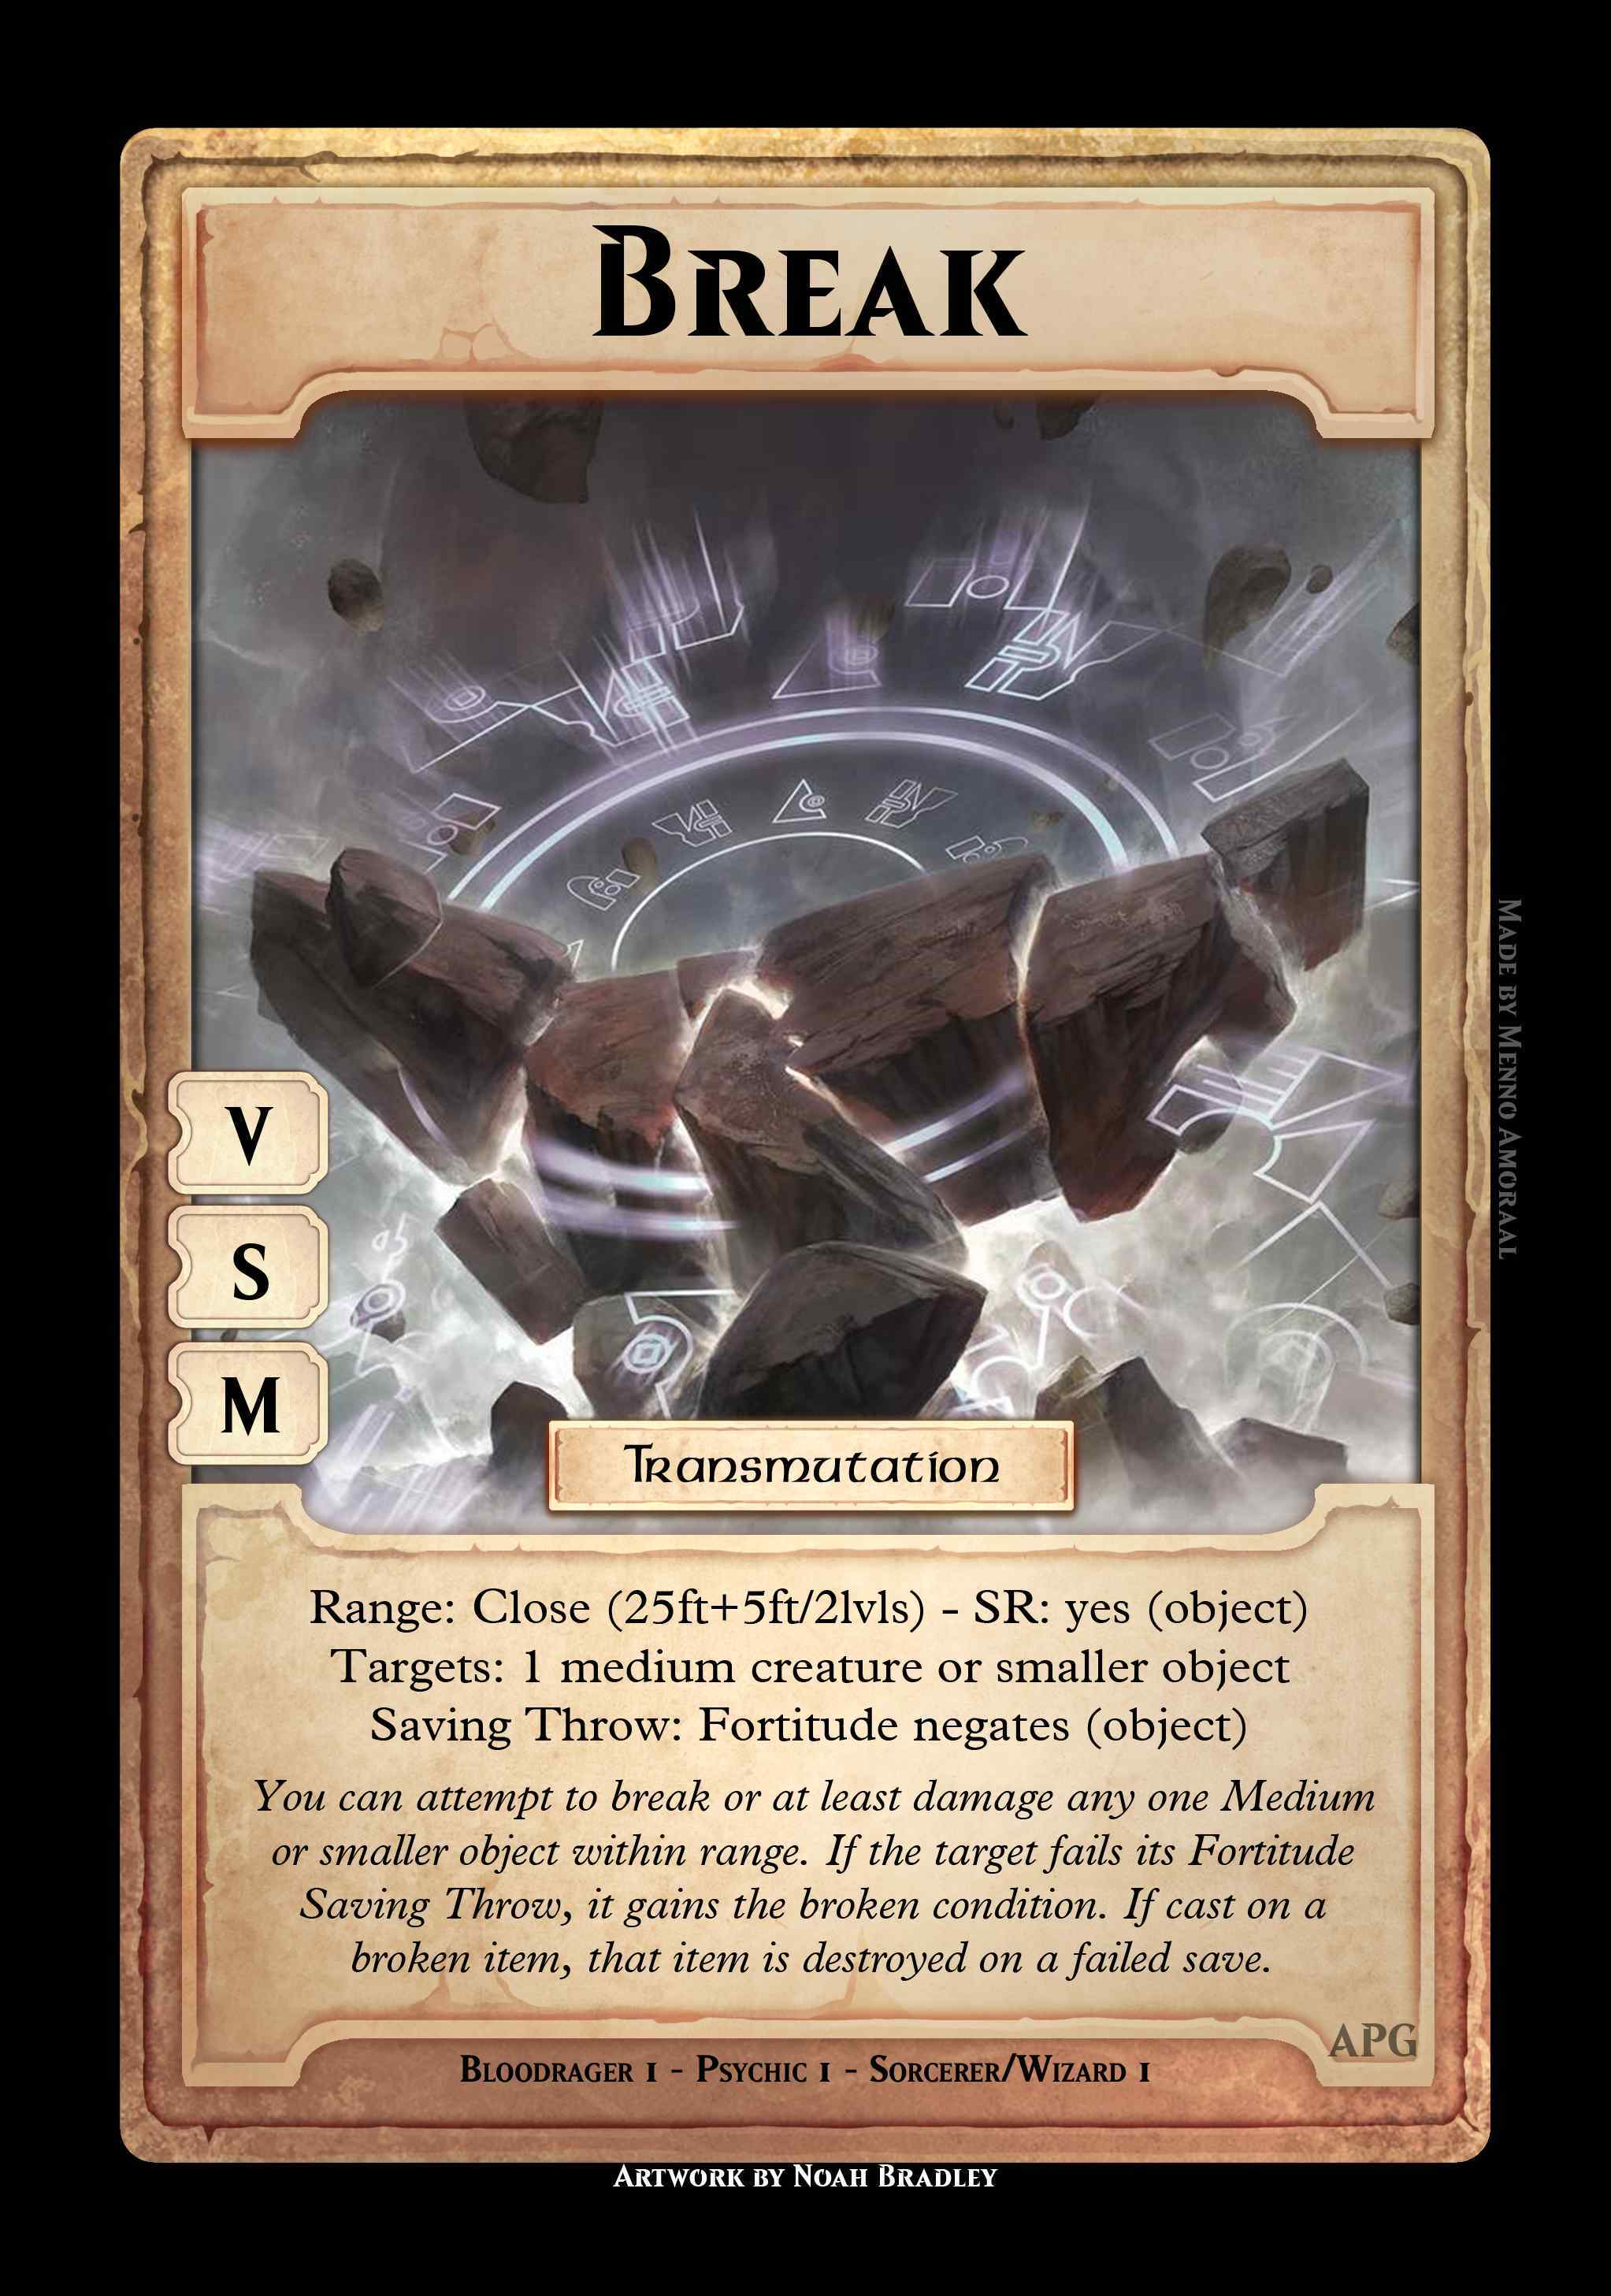 Break
V
S
M
Transmutation
Range: Close (25ft+5ft/2lvls) - SR: yes (object)
Targets: 1 medium creature or smaller object
Saving Throw: Fortitude negates (object)
You can attempt to break or at least damage any one Medium
or smaller object within range. If the target fails its Fortitude
Saving Throw, it gains the broken condition. If cast on a
broken item, that item is destroyed on a failed save.
APG
Bloodrager 1 - Psychic 1 - Sorcerer/Wizard 1
Artwork by Noah Bradley
Made by Menno Amoraal